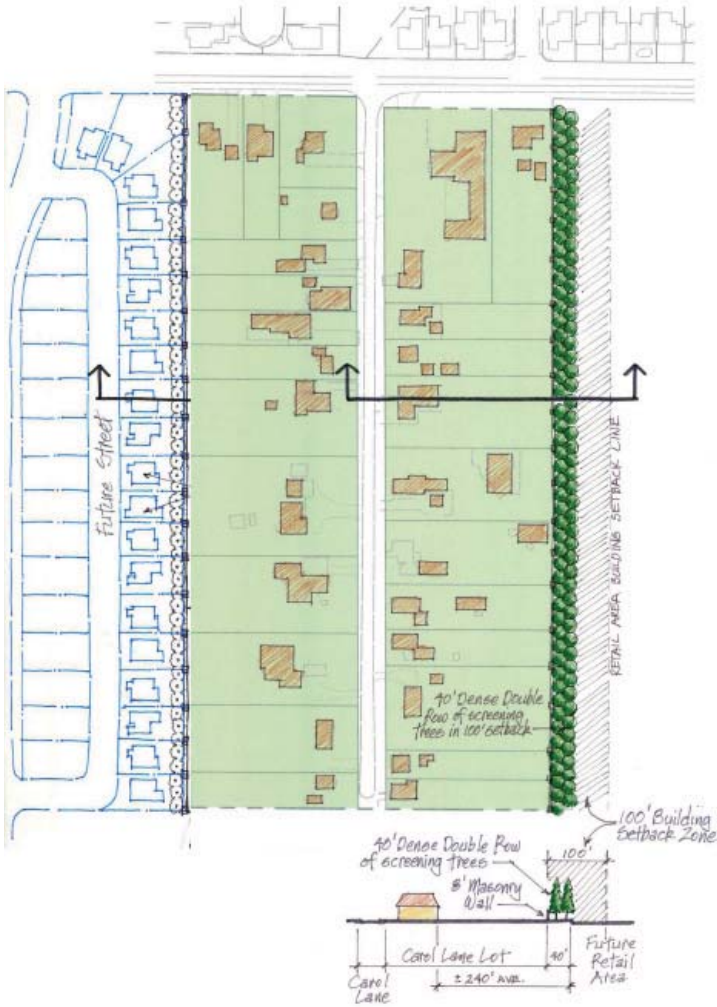 Future Street
RETAIL AREA BUILDING SETBACK LINE
40' Dense Double
Row of screening
trees in 100' setback
100' Building
Setback Zone
40' Dense Double Row
of screening trees
100'
8' Masonry
Wall
Carol Lane Lot
40'
Future
Retail
Area
± 240' AVE.
Carol
Lane